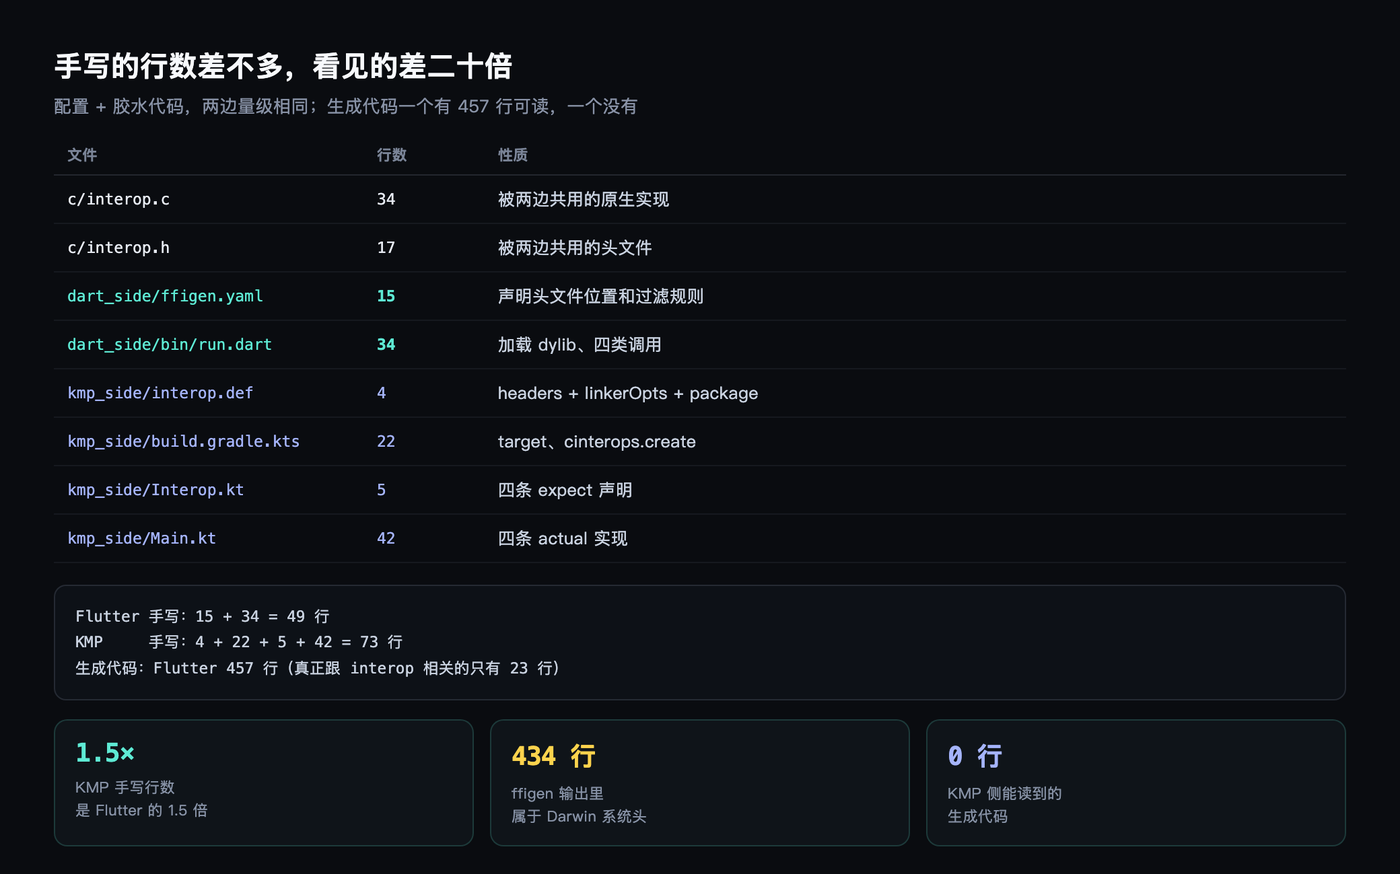 手写的行数差不多，看见的差二十倍
配置 + 胶水代码，两边量级相同；生成代码一个有 457 行可读，一个没有
文件 行数 性质
c/interop.c 34 被两边共用的原生实现
c/interop.h 17 被两边共用的头文件
dart_side/ffigen.yaml 15 声明头文件位置和过滤规则
dart_side/bin/run.dart 34 加载 dylib、四类调用
kmp_side/interop.def 4 headers + linkerOpts + package
kmp_side/build.gradle.kts 22 target、cinterops.create
kmp_side/Interop.kt 5 四条 expect 声明
kmp_side/Main.kt 42 四条 actual 实现
Flutter 手写：15 + 34 = 49 行
KMP 手写：4 + 22 + 5 + 42 = 73 行
生成代码：Flutter 457 行（真正跟 interop 相关的只有 23 行）
1.5×
KMP 手写行数
是 Flutter 的 1.5 倍
434 行
ffigen 输出里
属于 Darwin 系统头
0 行
KMP 侧能读到的
生成代码